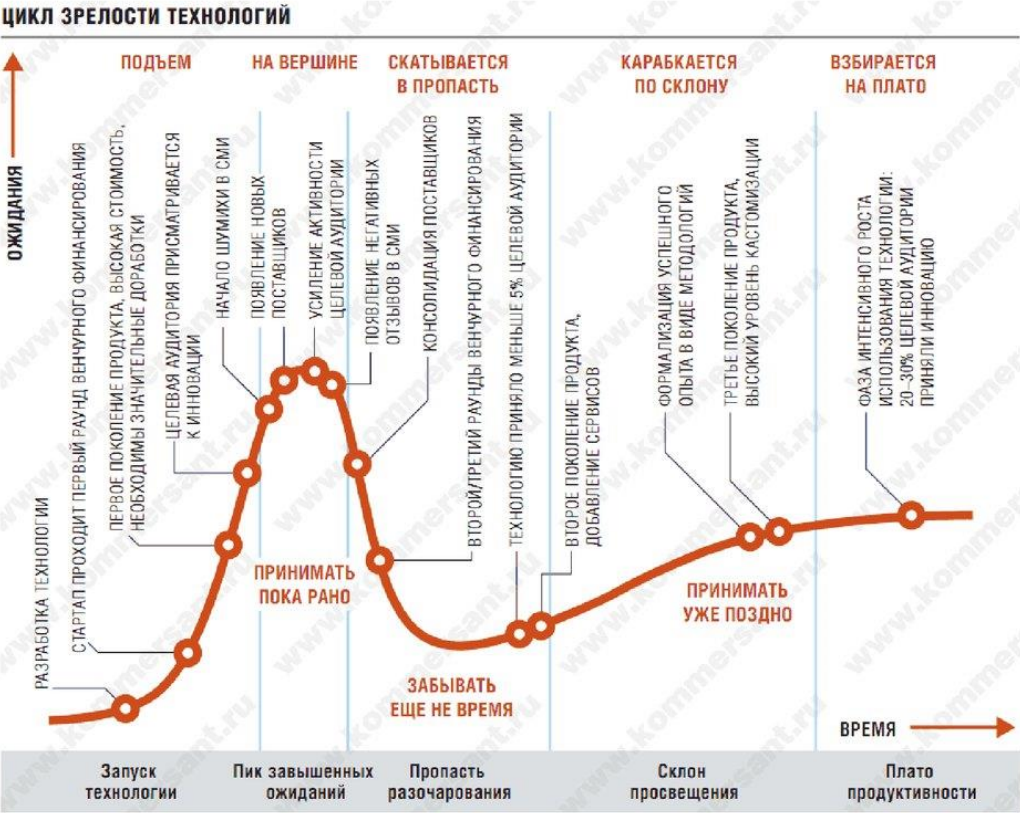 ЦИКЛ ЗРЕЛОСТИ ТЕХНОЛОГИЙ
ОЖИДАНИЯ
ПОДЪЕМ
НА ВЕРШИНЕ
СКАТЫВАЕТСЯ
В ПРОПАСТЬ
КАРАБКАЕТСЯ
ПО СКЛОНУ
ВЗБИРАЕТСЯ
НА ПЛАТО
РАЗРАБОТКА ТЕХНОЛОГИИ
СТАРТАП ПРОХОДИТ ПЕРВЫЙ РАУНД ВЕНЧУРНОГО ФИНАНСИРОВАНИЯ
ПЕРВОЕ ПОКОЛЕНИЕ ПРОДУКТА, ВЫСОКАЯ СТОИМОСТЬ,
НЕОБХОДИМЫ ЗНАЧИТЕЛЬНЫЕ ДОРАБОТКИ
ЦЕЛЕВАЯ АУДИТОРИЯ ПРИСМАТРИВАЕТСЯ
К ИННОВАЦИИ
НАЧАЛО ШУМИХИ В СМИ
ПОЯВЛЕНИЕ НОВЫХ
ПОСТАВЩИКОВ
УСИЛЕНИЕ АКТИВНОСТИ
ЦЕЛЕВОЙ АУДИТОРИИ
ПОЯВЛЕНИЕ НЕГАТИВНЫХ
ОТЗЫВОВ В СМИ
КОНСОЛИДАЦИЯ ПОСТАВЩИКОВ
ВТОРОЙ/ТРЕТИЙ РАУНДЫ ВЕНЧУРНОГО ФИНАНСИРОВАНИЯ
ТЕХНОЛОГИЮ ПРИНЯЛО МЕНЬШЕ 5% ЦЕЛЕВОЙ АУДИТОРИИ
ВТОРОЕ ПОКОЛЕНИЕ ПРОДУКТА,
ДОБАВЛЕНИЕ СЕРВИСОВ
ФОРМАЛИЗАЦИЯ УСПЕШНОГО
ОПЫТА В ВИДЕ МЕТОДОЛОГИЙ
ТРЕТЬЕ ПОКОЛЕНИЕ ПРОДУКТА,
ВЫСОКИЙ УРОВЕНЬ КАСТОМИЗАЦИИ
ФАЗА ИНТЕНСИВНОГО РОСТА
ИСПОЛЬЗОВАНИЯ ТЕХНОЛОГИИ:
20–30% ЦЕЛЕВОЙ АУДИТОРИИ
ПРИНЯЛИ ИННОВАЦИЮ
ПРИНИМАТЬ
ПОКА РАНО
ЗАБЫВАТЬ
ЕЩЕ НЕ ВРЕМЯ
ПРИНИМАТЬ
УЖЕ ПОЗДНО
ВРЕМЯ
Запуск
технологии
Пик завышенных
ожиданий
Пропасть
разочарования
Склон
просвещения
Плато
продуктивности
www.kommersant.ru